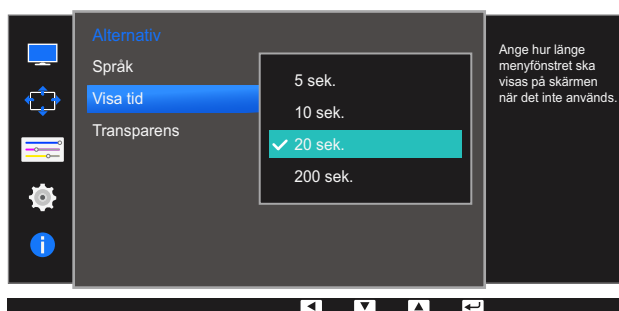 Alternativ
Språk
Visa tid
Transparens
5 sek.
10 sek.
20 sek.
200 sek.
Ange hur länge
menyfönstret ska
visas på skärmen
när det inte används.